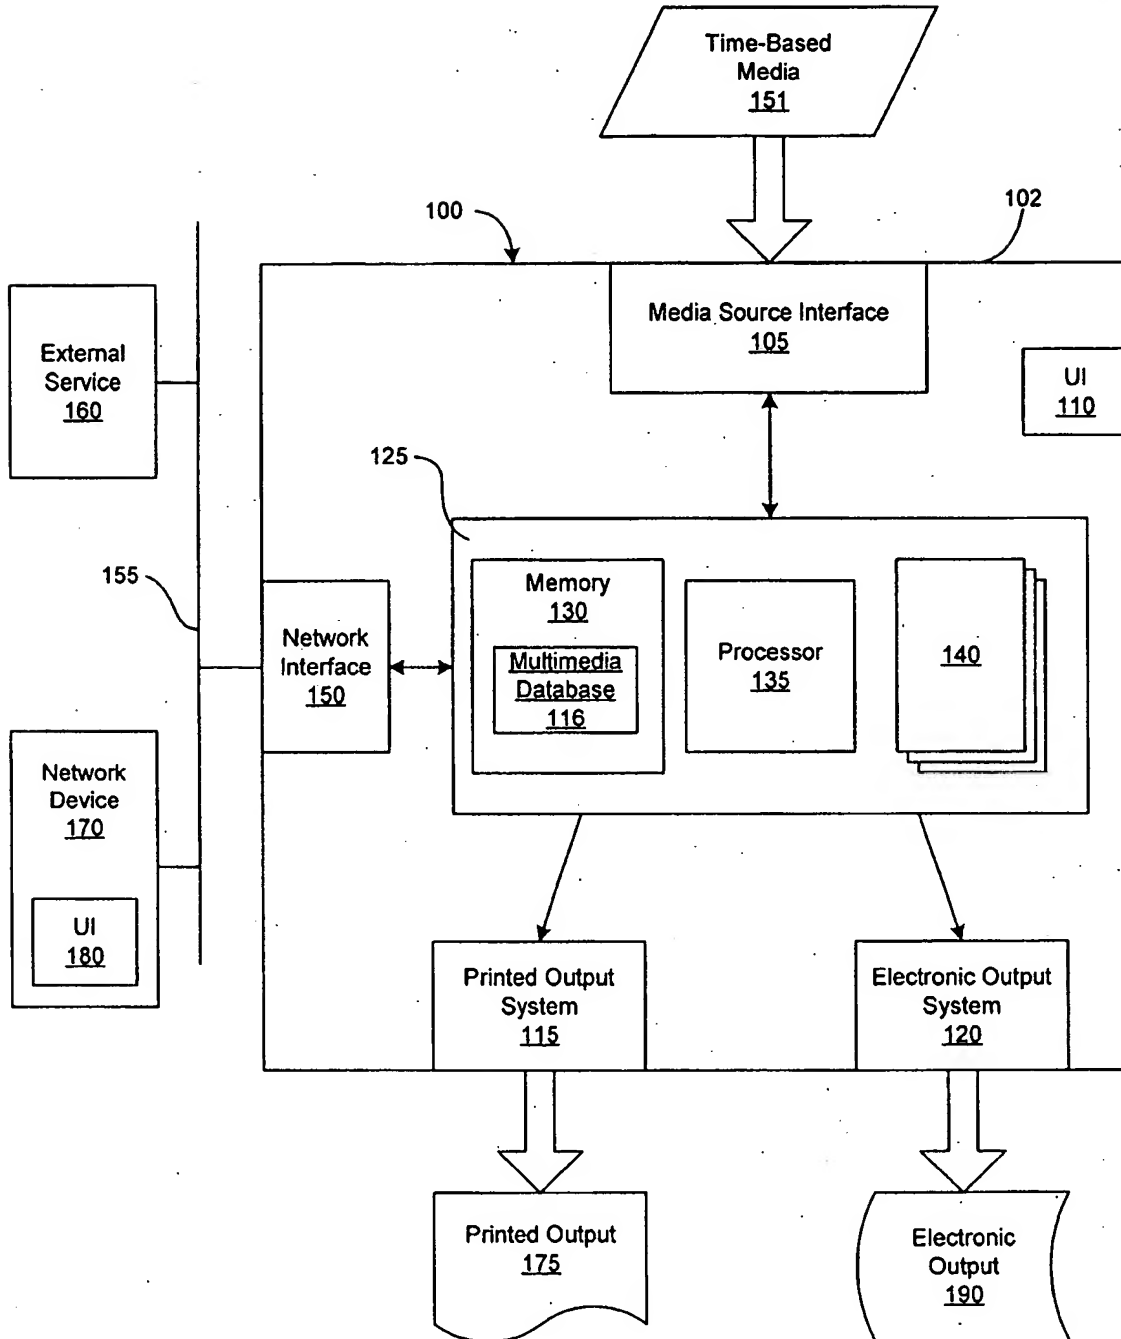 Time-Based
Media
151
100
102
Media Source Interface
105
External
Service
160
UI
110
125
155
Memory
130
Multimedia
Database
116
Processor
135
140
Network
Interface
150
Network
Device
170
UI
180
Printed Output
System
115
Electronic Output
System
120
Printed Output
175
Electronic
Output
190